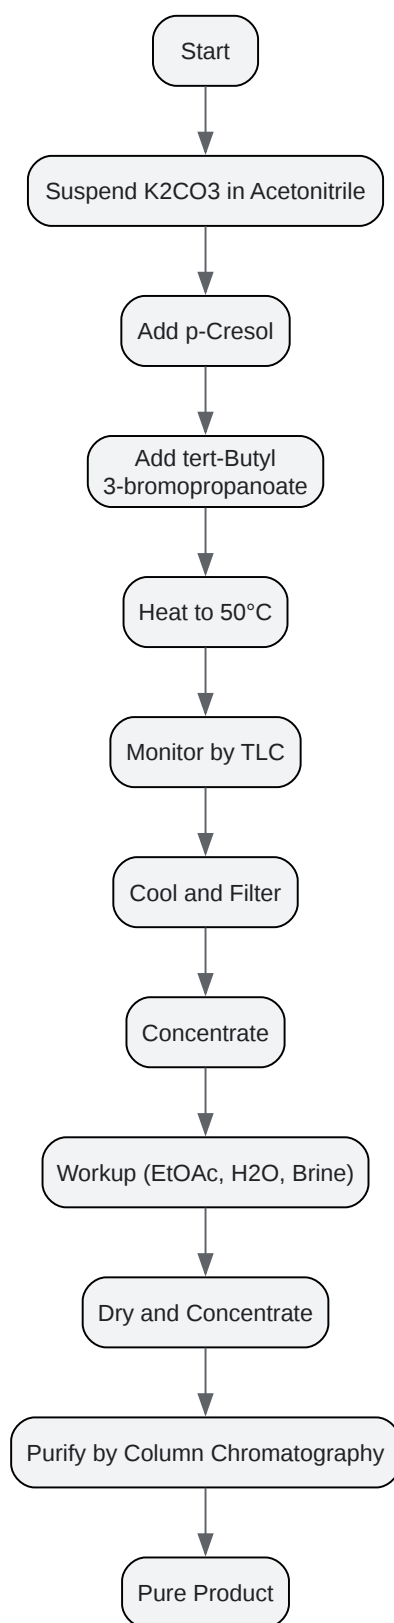 Start
Suspend K2CO3 in Acetonitrile
Add p-Cresol
Add tert-Butyl
3-bromopropanoate
Heat to 50°C
Monitor by TLC
Cool and Filter
Concentrate
Workup (EtOAc, H2O, Brine)
Dry and Concentrate
Purify by Column Chromatography
Pure Product